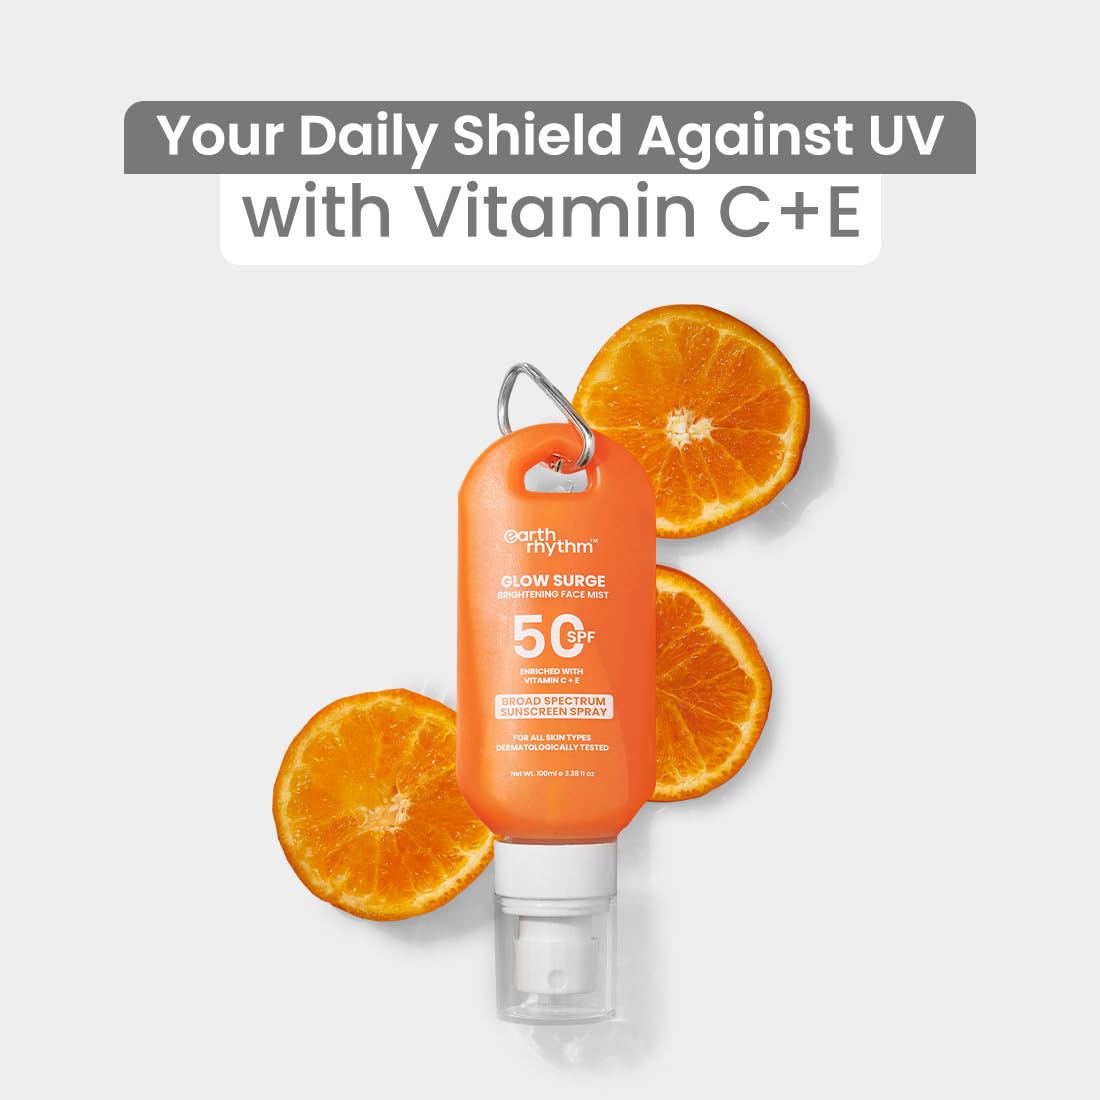 Your Daily Shield Against UV
with Vitamin C+E
earth
rhythm™
GLOW SURGE
BRIGHTENING FACE MIST
50 SPF
ENRICHED WITH
VITAMIN C + E
BROAD SPECTRUM
SUNSCREEN SPRAY
FOR ALL SKIN TYPES
DERMATOLOGICALLY TESTED
Net Wt. 100ml e 3.38 fl oz